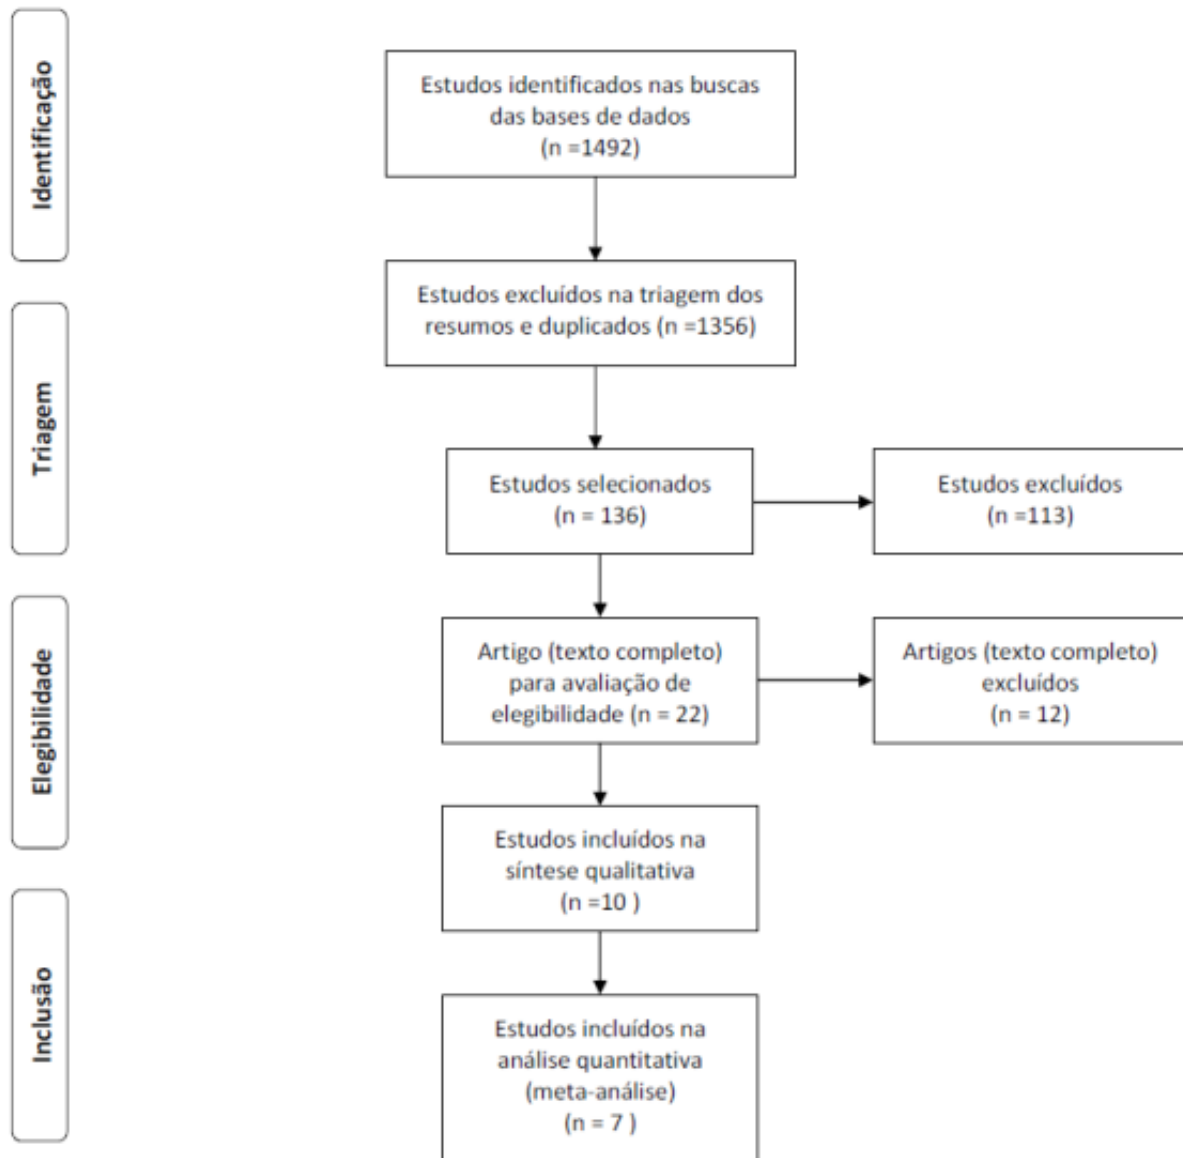 Identificação
Estudos identificados nas buscas
das bases de dados
(n =1492)
Estudos excluídos na triagem dos
resumos e duplicados (n =1356)
Triagem
Estudos selecionados
(n = 136)
Estudos excluídos
(n =113)
Elegibilidade
Artigo (texto completo)
para avaliação de
elegibilidade (n = 22)
Artigos (texto completo)
excluídos
(n = 12)
Estudos incluídos na
síntese qualitativa
(n =10 )
Inclusão
Estudos incluídos na
análise quantitativa
(meta-análise)
(n = 7 )